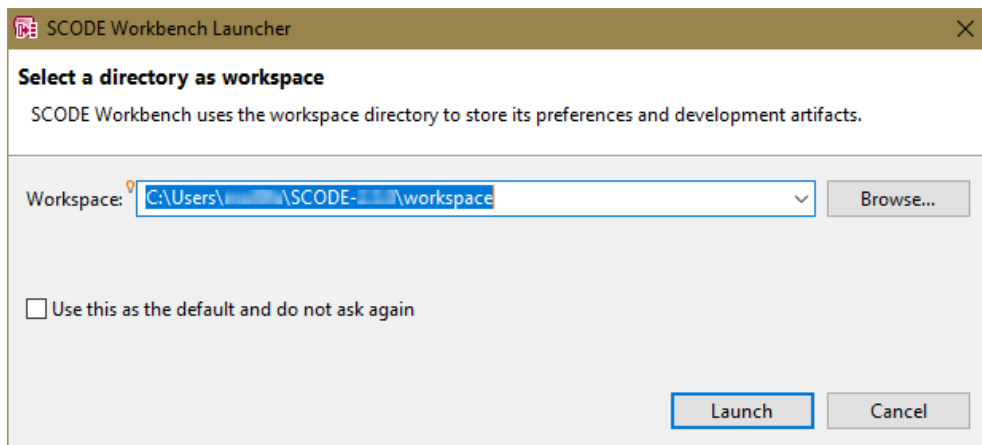 SCODE Workbench Launcher
Select a directory as workspace
SCODE Workbench uses the workspace directory to store its preferences and development artifacts.
Workspace: C:\Users\ \SCODE- \workspace Browse...
Use this as the default and do not ask again
Launch Cancel